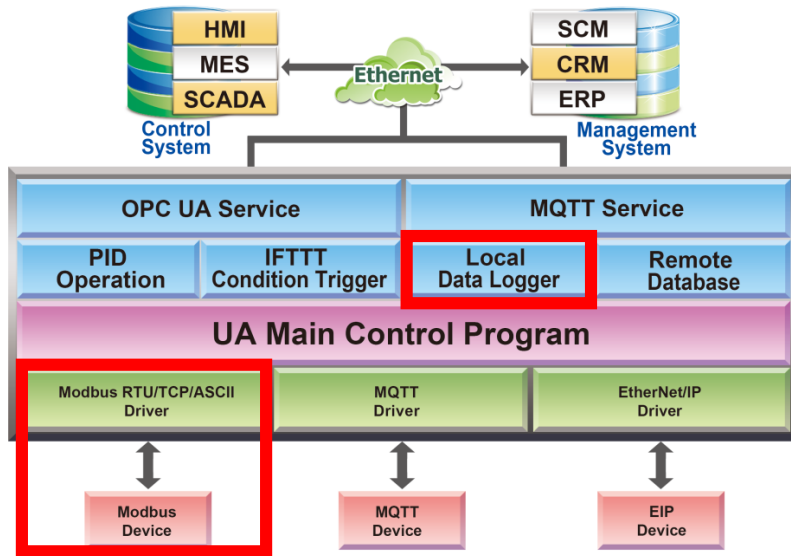 HMI
MES
SCADA
Control
System
Ethernet
SCM
CRM
ERP
Management
System
OPC UA Service
MQTT Service
PID
Operation
IFTTT
Condition Trigger
Local
Data Logger
Remote
Database
UA Main Control Program
Modbus RTU/TCP/ASCII
Driver
MQTT
Driver
EtherNet/IP
Driver
Modbus
Device
MQTT
Device
EIP
Device